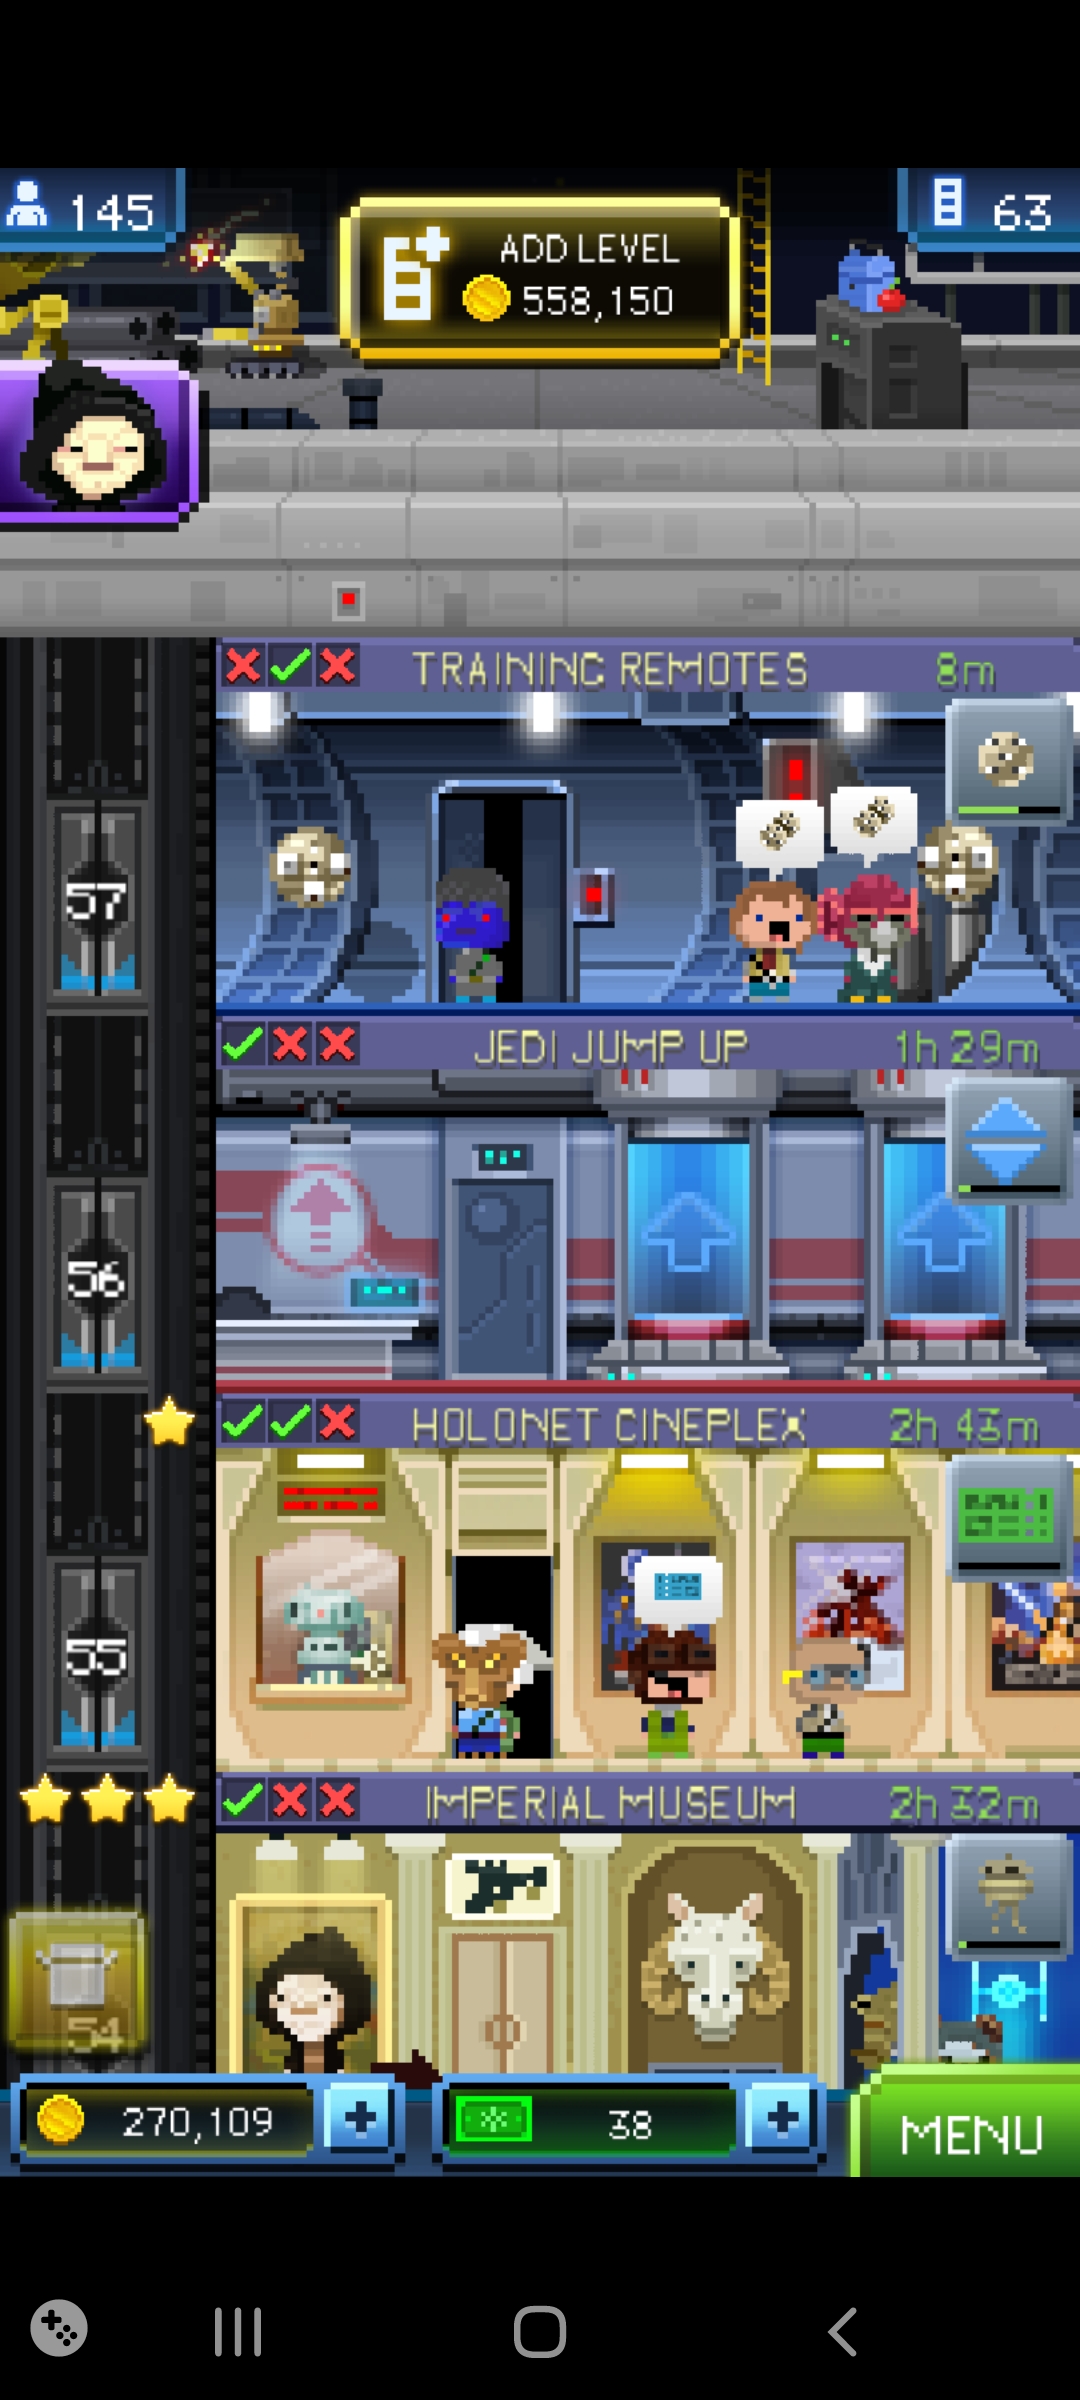 145
ADD LEVEL
558,150
63
TRAINING REMOTES 8m
57
JEDI JUMP UP 1h 29m
56
HOLONET CINEPLEX 2h 43m
55
IMPERIAL MUSEUM 2h 32m
54
270,109
38
MENU